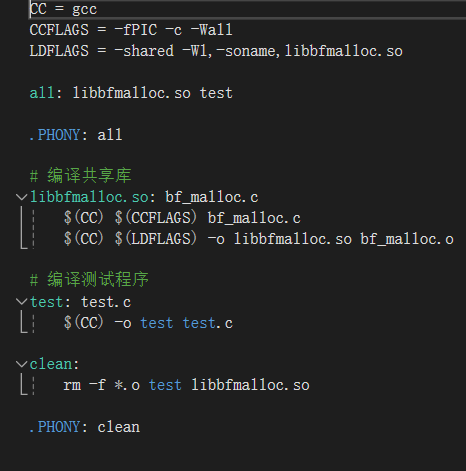 CC = gcc
CCFLAGS = -fPIC -c -Wall
LDFLAGS = -shared -Wl,-soname,libbfmalloc.so
all: libbfmalloc.so test
.PHONY: all
# 编译共享库
libbfmalloc.so: bf_malloc.c
$(CC) $(CCFLAGS) bf_malloc.c
$(CC) $(LDFLAGS) -o libbfmalloc.so bf_malloc.o
# 编译测试程序
test: test.c
$(CC) -o test test.c
clean:
rm -f *.o test libbfmalloc.so
.PHONY: clean